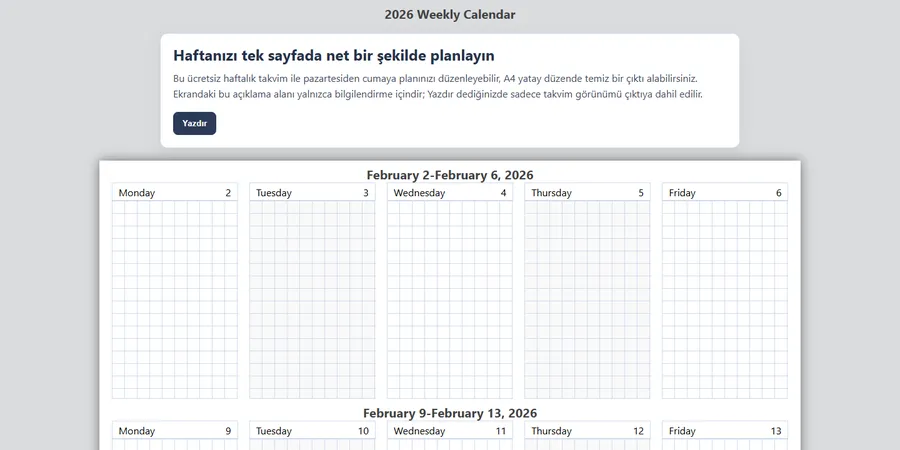 2026 Weekly Calendar
Haftanızı tek sayfada net bir şekilde planlayın
Bu ücretsiz haftalık takvim ile pazartesiden cumaya planınızı düzenleyebilir, A4 yatay düzende temiz bir çıktı alabilirsiniz.
Ekrandaki bu açıklama alanı yalnızca bilgilendirme içindir; Yazdır dediğinizde sadece takvim görünümü çıktıya dahil edilir.
Yazdır
February 2-February 6, 2026
Monday 2 Tuesday 3 Wednesday 4 Thursday 5 Friday 6
February 9-February 13, 2026
Monday 9 Tuesday 10 Wednesday 11 Thursday 12 Friday 13